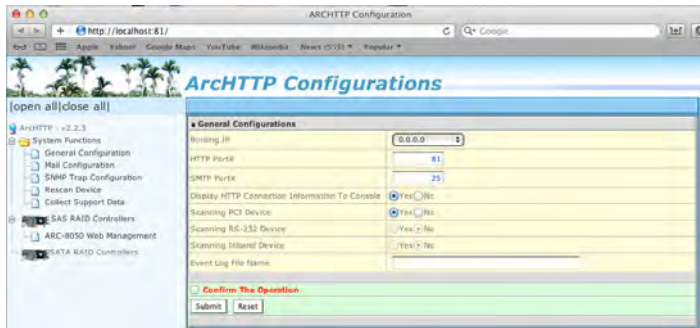 ARCHTTP Configuration
http://localhost:81/
Google
Apple Yahoo! Google Maps YouTube Wikipedia News (555) Popular
ArcHTTP Configurations
|open all|close all|
ArcHTTP - v2.2.3
System Functions
General Configuration
Mail Configuration
SNMP Trap Configuration
Rescan Device
Collect Support Data
SAS RAID Controllers
ARC-8050 Web Management
SATA RAID Controllers
General Configurations
Binding IP
0.0.0.0
HTTP Port#
81
SMTP Port#
25
Display HTTP Connection Information To Console
Yes No
Scanning PCI Device
Yes No
Scanning RS-232 Device
Yes No
Scanning Inband Device
Yes No
Event Log File Name
Confirm The Operation
Submit Reset